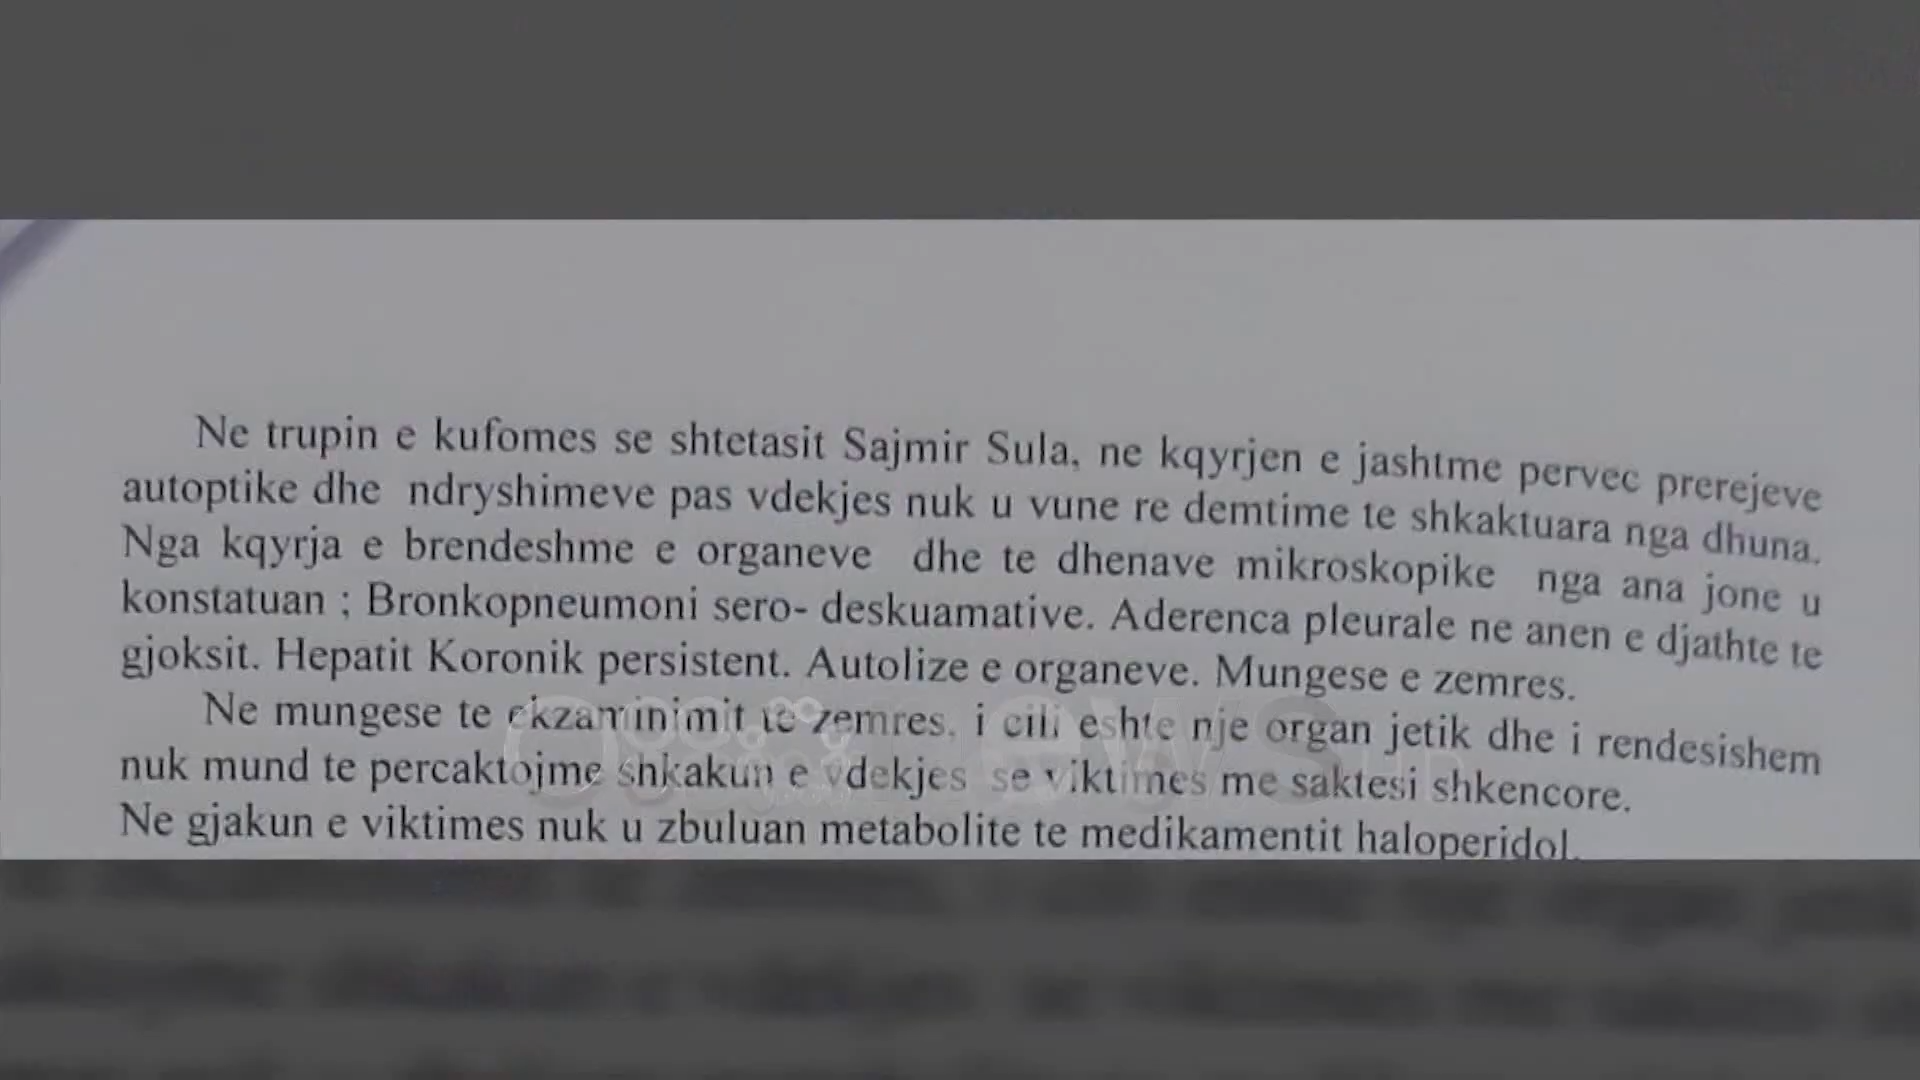 Ne trupin e kufomes se shtetasit Sajmir Sula, ne kqyrjen e jashtme pervec prerejeve
autoptike dhe ndryshimeve pas vdekjes nuk u vune re demtime te shkaktuara nga dhuna.
Nga kqyrja e brendeshme e organeve dhe te dhenave mikroskopike nga ana jone u
konstatuan ; Bronkopneumoni sero- deskuamative. Aderenca pleurale ne anen e djathte te
gjoksit. Hepatit Koronik persistent. Autolize e organeve. Mungese e zemres.
Ne mungese te ekzaminimit te zemres, i cili eshte nje organ jetik dhe i rendesishem
nuk mund te percaktojme shkakun e vdekjes se viktimes me saktesi shkencore.
Ne gjakun e viktimes nuk u zbuluan metabolite te medikamentit haloperidol.